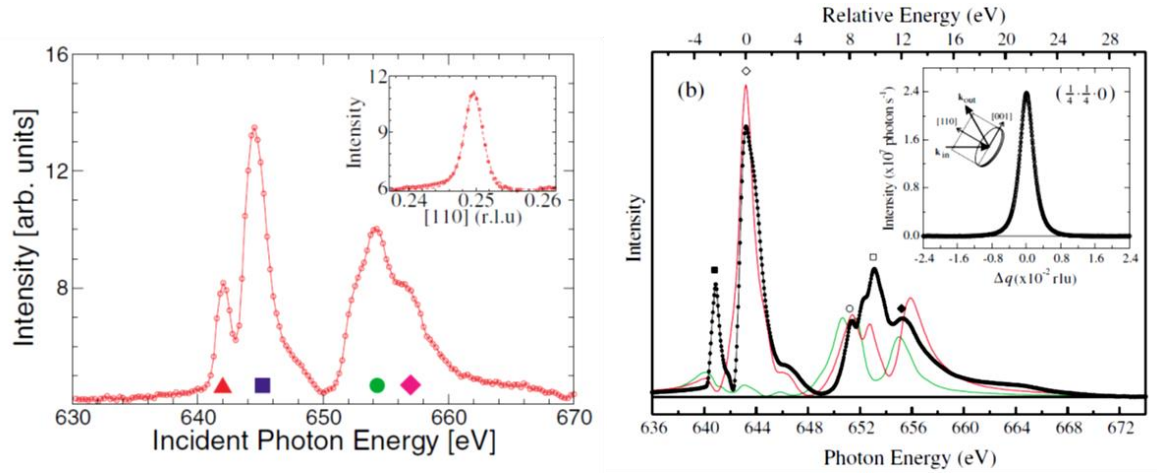 16
12
8
Intensity [arb. units]
630 640 650 660 670
Incident Photon Energy [eV]
12
9
6
Intensity
0.24 0.25 0.26
[110] (r.l.u)
Relative Energy (eV)
-4 0 4 8 12 16 20 24 28
(b)
Intensity
636 640 644 648 652 656 660 664 668 672
Photon Energy (eV)
Intensity (x10⁷ photon s⁻¹)
2.4
1.6
0.8
0.0
-2.4 -1.6 -0.8 0.0 0.8 1.6 2.4
Δq(x10⁻² rlu)
(1/4 · 1/4 · 0)
k_out
[110]
[001]
k_in